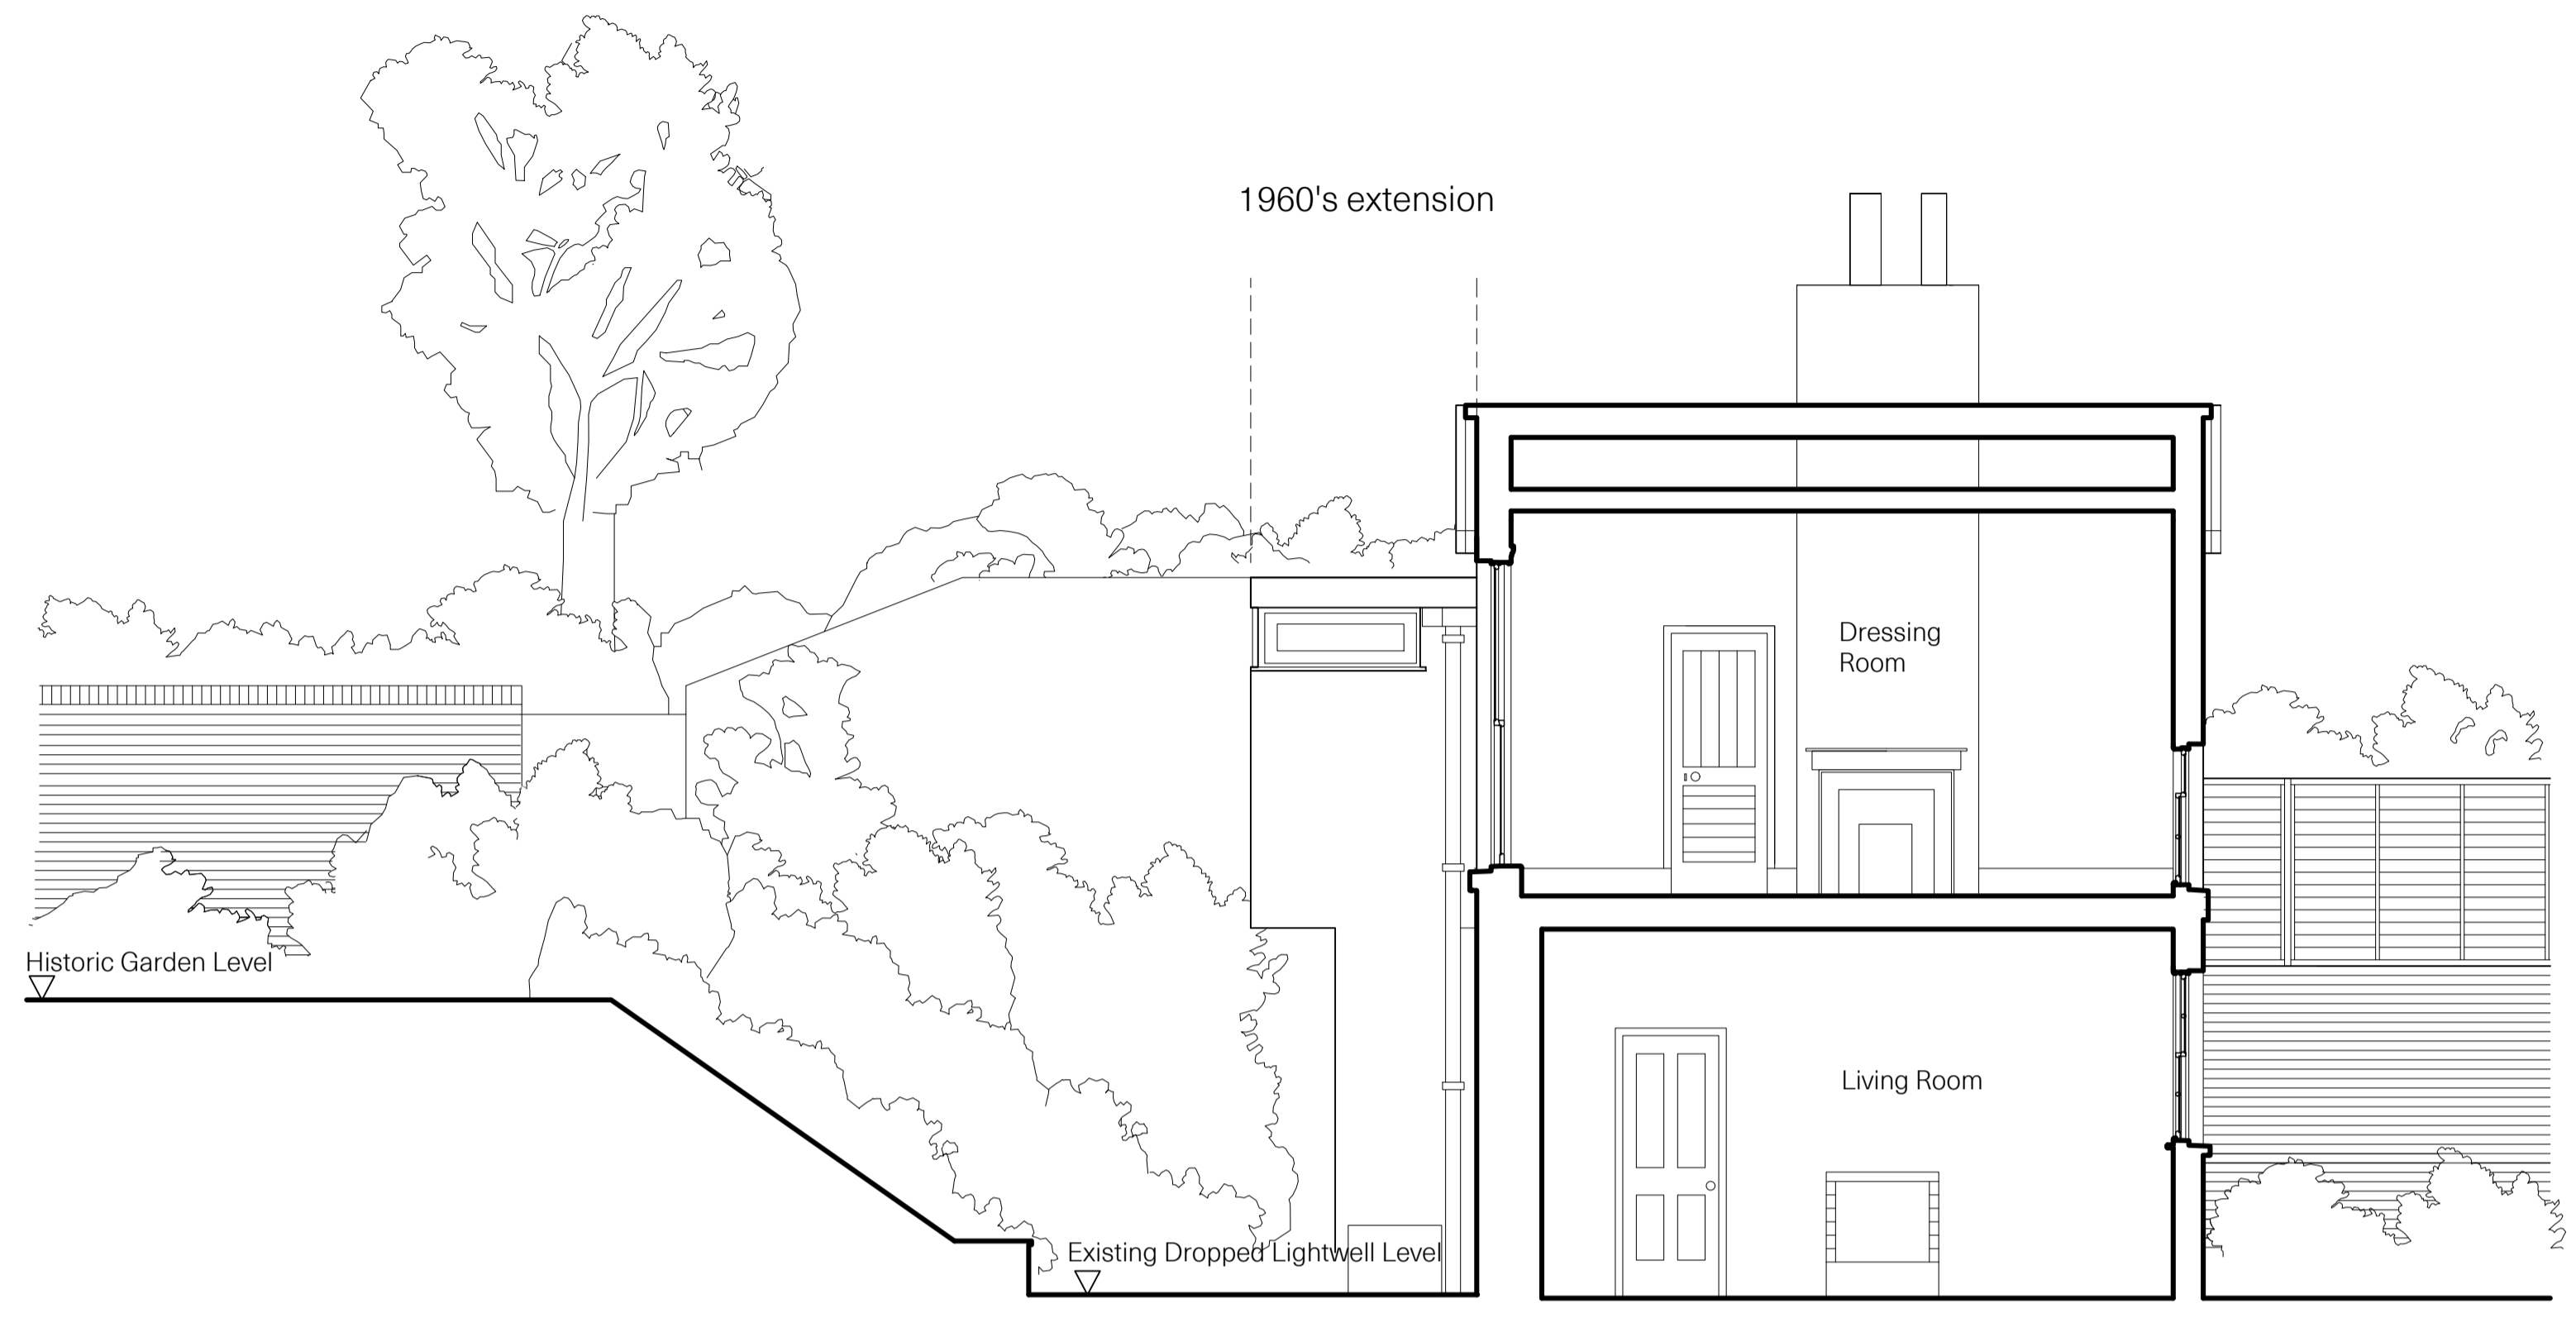 1960's extension
Dressing
Room
Historic Garden Level
Living Room
Existing Dropped Lightwell Level